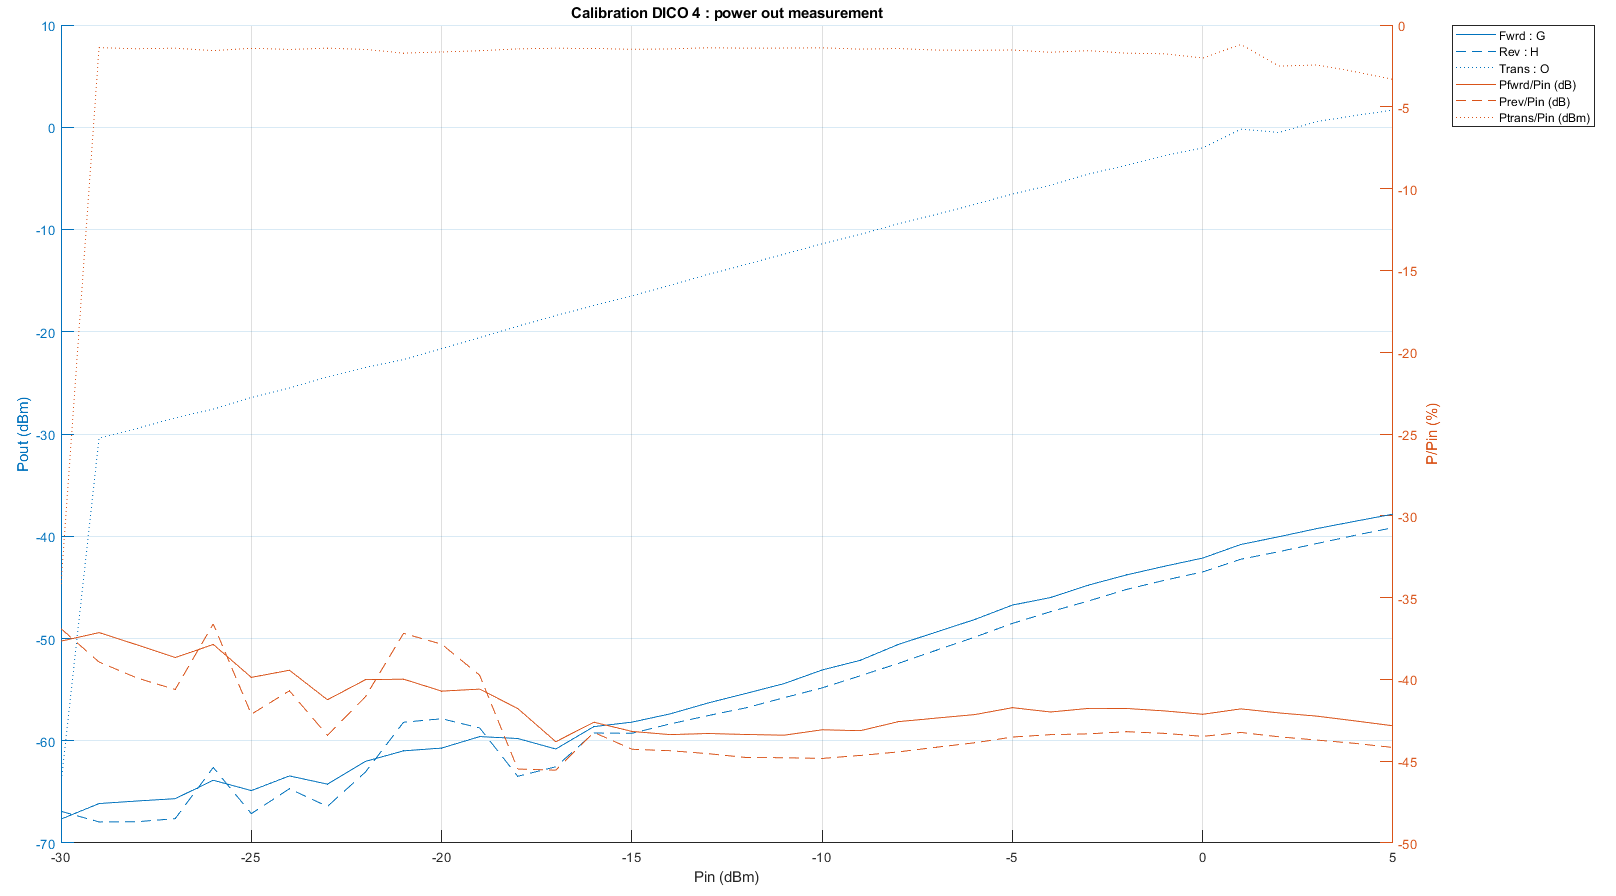 Calibration DICO 4 : power out measurement
10
0
-10
-20
-30
-40
-50
-60
-70
Pout (dBm)
-30
-25
-20
-15
-10
-5
0
5
Pin (dBm)
0
-5
-10
-15
-20
-25
-30
-35
-40
-45
-50
P/Pin (%)
Fwrd : G
Rev : H
Trans : O
Pfwrd/Pin (dB)
Prev/Pin (dB)
Ptrans/Pin (dBm)